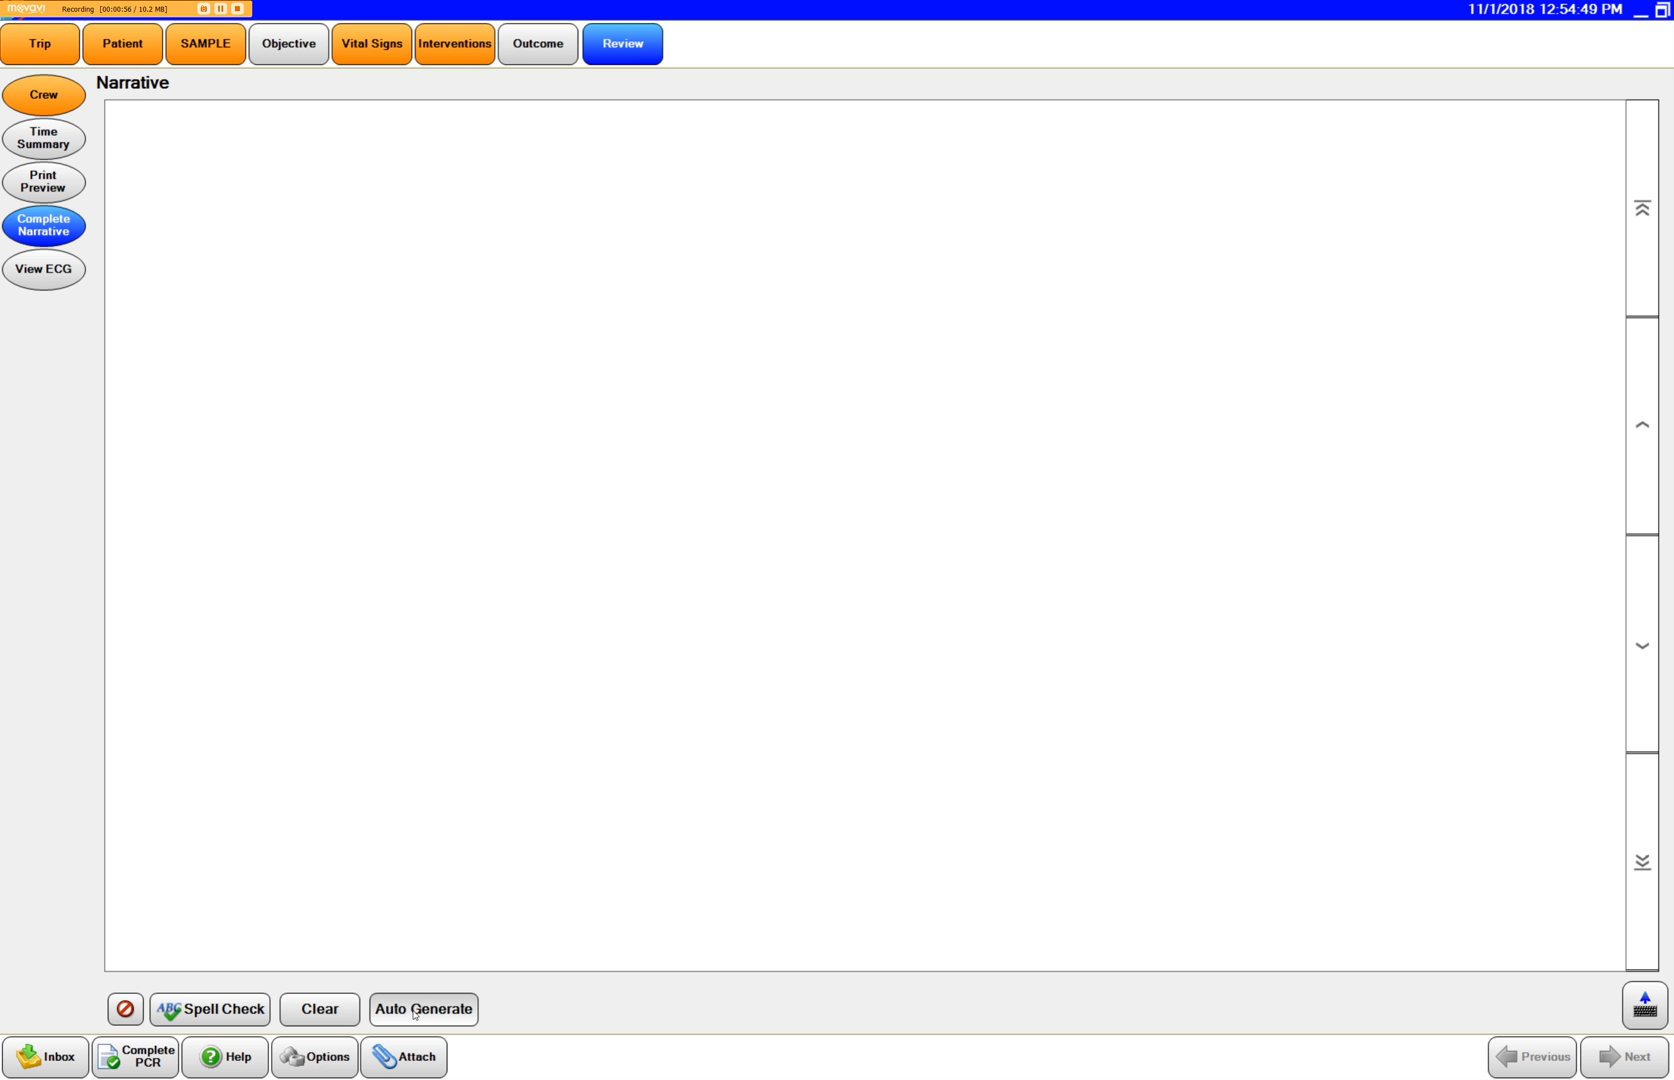 movavi Recording [00:00:56 / 10.2 MB]
11/1/2018 12:54:49 PM
Trip Patient SAMPLE Objective Vital Signs Interventions Outcome Review
Crew
Narrative
Time
Summary
Print
Preview
Complete
Narrative
View ECG
ABC Spell Check Clear Auto Generate
Inbox
Complete
PCR
Help Options Attach Previous Next